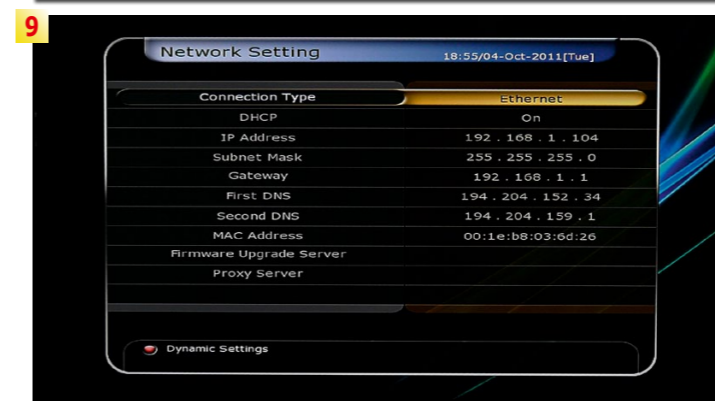 9
Network Setting 18:55/04-Oct-2011[Tue]
Connection Type Ethernet
DHCP On
IP Address 192 . 168 . 1 . 104
Subnet Mask 255 . 255 . 255 . 0
Gateway 192 . 168 . 1 . 1
First DNS 194 . 204 . 152 . 34
Second DNS 194 . 204 . 159 . 1
MAC Address 00:1e:b8:03:6d:26
Firmware Upgrade Server
Proxy Server
Dynamic Settings